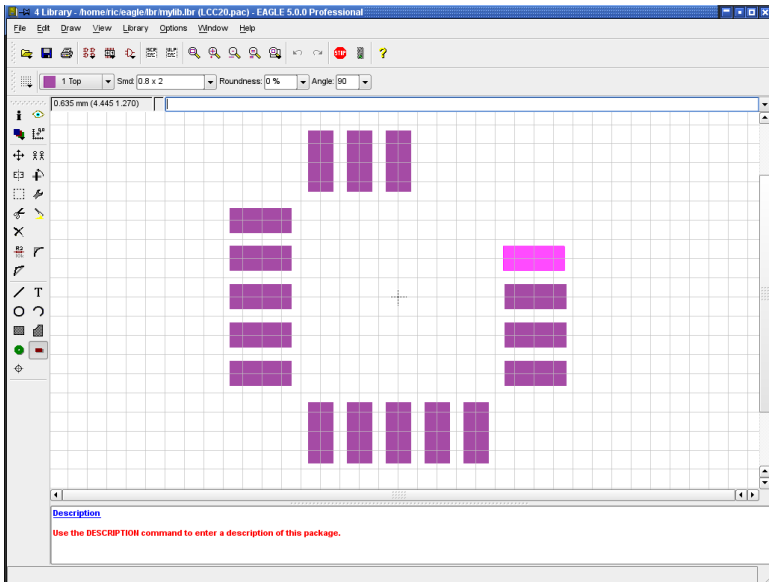 4 Library - /home/ric/eagle/lbr/mylib.lbr (LCC20.pac) - EAGLE 5.0.0 Professional
File Edit Draw View Library Options Window Help
STOP ?
1 Top Smd: 0.8 x 2 Roundness: 0 % Angle: 90
0.635 mm (4.445 1.270)
T
Description
Use the DESCRIPTION command to enter a description of this package.